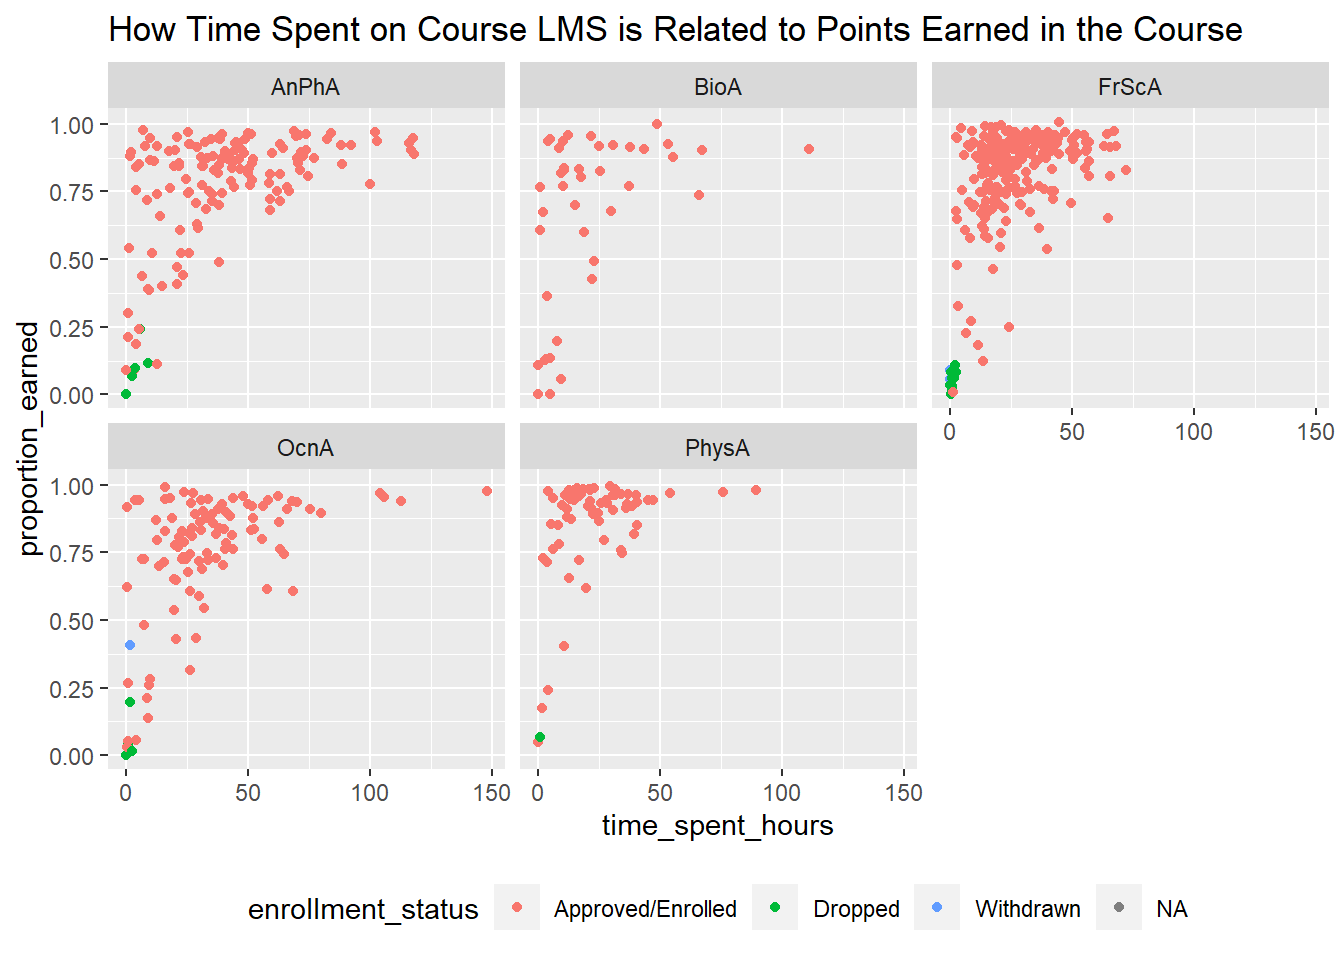 How Time Spent on Course LMS is Related to Points Earned in the Course
AnPhA
BioA
FrScA
1.00
0.75
0.50
0.25
0.00
0 50 100 150
OcnA
PhysA
1.00
0.75
0.50
0.25
0.00
0 50 100 150
0 50 100 150
proportion_earned
time_spent_hours
enrollment_status Approved/Enrolled Dropped Withdrawn NA